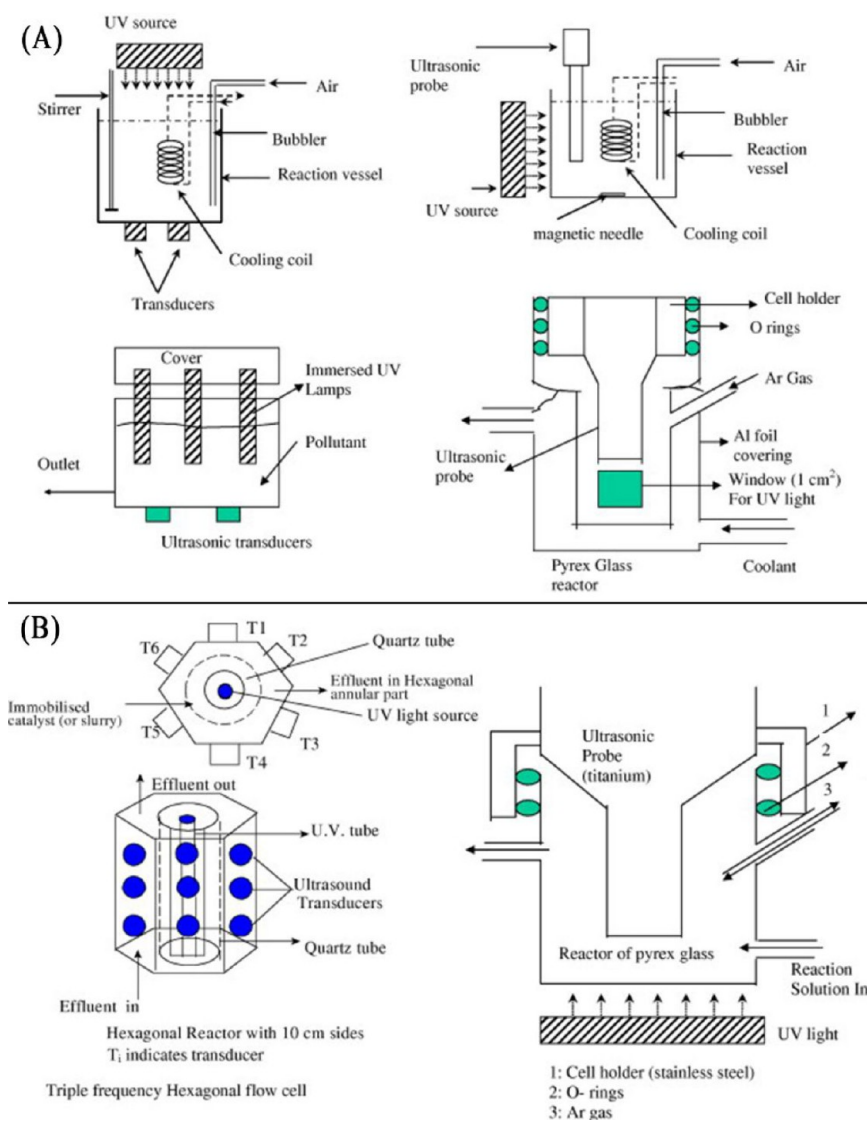 (A)
UV source
Stirrer
Air
Bubbler
Reaction vessel
Cooling coil
Transducers
Ultrasonic
probe
Air
Bubbler
Reaction
vessel
UV source
magnetic needle
Cooling coil
Cover
Immersed UV
Lamps
Pollutant
Outlet
Ultrasonic transducers
Cell holder
O rings
Ar Gas
Al foil
covering
Ultrasonic
probe
Window (1 cm²)
For UV light
Pyrex Glass
reactor
Coolant
(B)
T1
T2
T6
Quartz tube
Effluent in Hexagonal
annular part
Immobilised
catalyst (or slurry)
UV light source
T5
T3
T4
Effluent out
U.V. tube
Ultrasound
Transducers
Quartz tube
Effluent in
Hexagonal Reactor with 10 cm sides
Tᵢ indicates transducer
Triple frequency Hexagonal flow cell
Ultrasonic
Probe
(titanium)
1
2
3
Reactor of pyrex glass
Reaction
Solution In
UV light
1: Cell holder (stainless steel)
2: O- rings
3: Ar gas